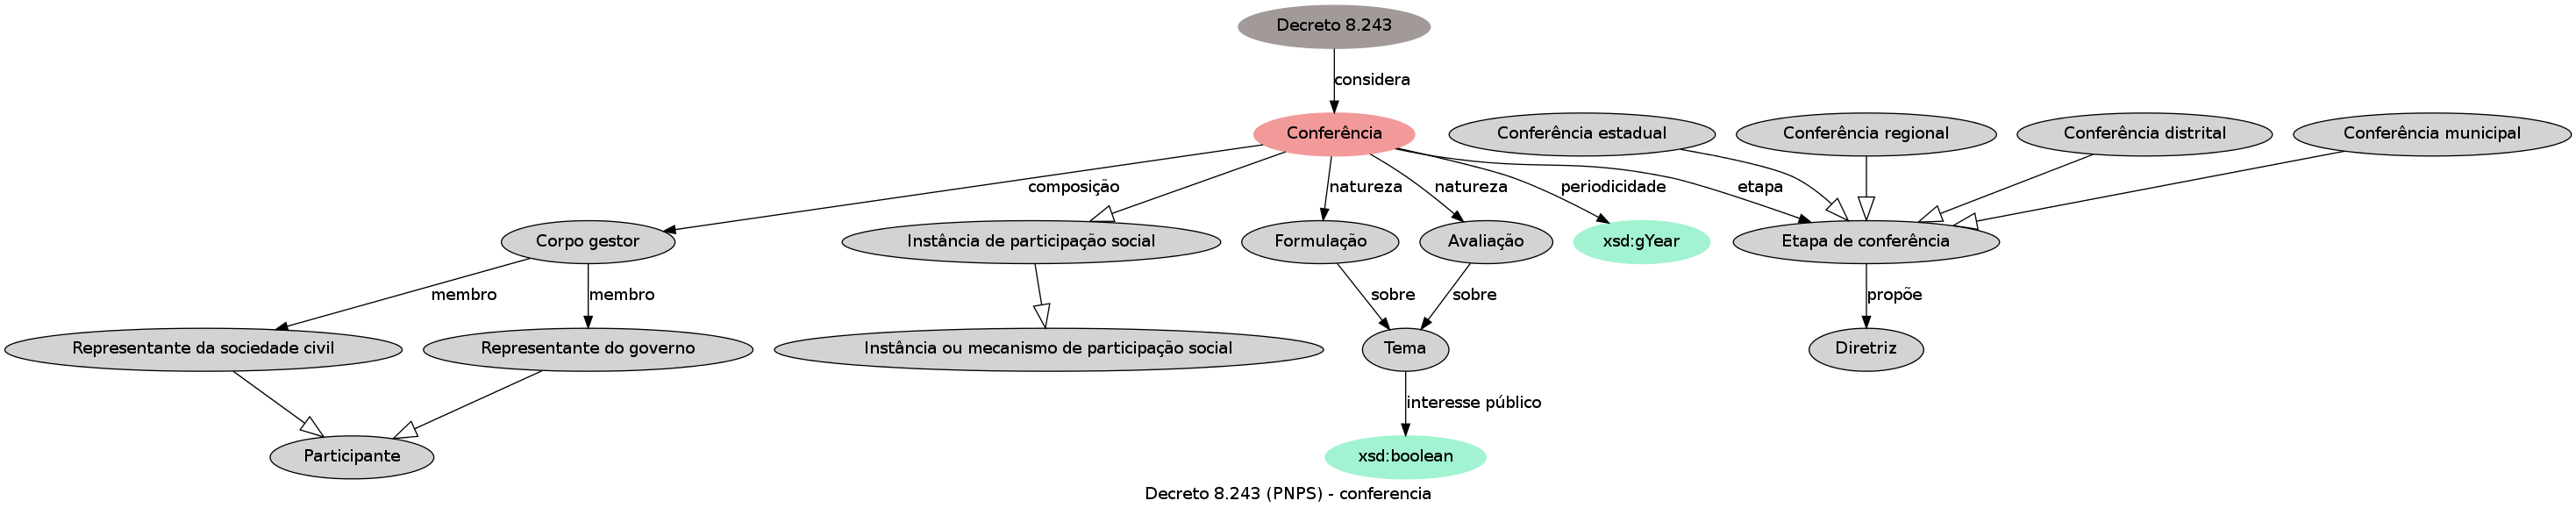 Decreto 8.243
considera
Conferência
Conferência estadual
Conferência regional
Conferência distrital
Conferência municipal
composição
natureza
natureza
periodicidade
etapa
Corpo gestor
Instância de participação social
Formulação
Avaliação
xsd:gYear
Etapa de conferência
membro
membro
sobre
sobre
propõe
Representante da sociedade civil
Representante do governo
Instância ou mecanismo de participação social
Tema
Diretriz
interesse público
Participante
xsd:boolean
Decreto 8.243 (PNPS) - conferencia